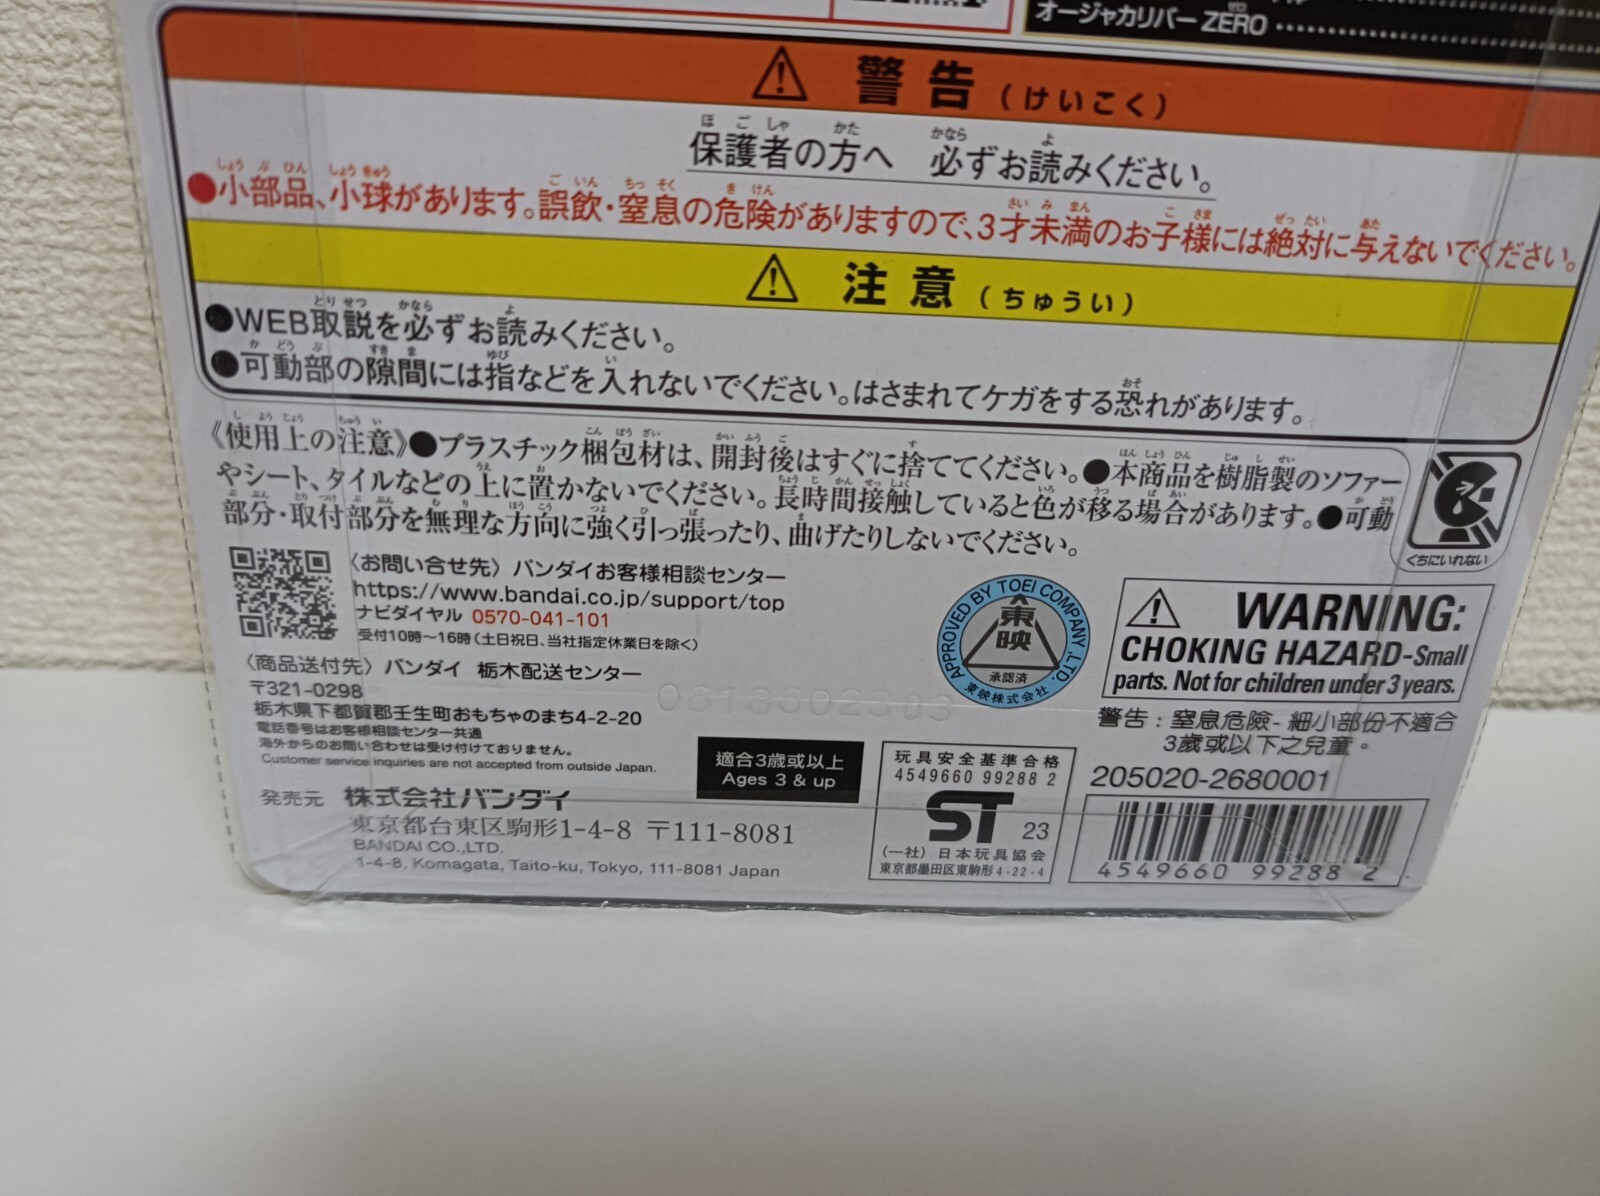 オージャカリバーZERO
警告(けいこく)
保護者の方へ 必ずお読みください。
●小部品、小球があります。誤飲・窒息の危険がありますので、3才未満のお子様には絶対に与えないでください。
注意(ちゅうい)
●WEB取説を必ずお読みください。
●可動部の隙間には指などを入れないでください。はさまれてケガをする恐れがあります。
《使用上の注意》●プラスチック梱包材は、開封後はすぐに捨ててください。●本商品を樹脂製のソファー
やシート、タイルなどの上に置かないでください。長時間接触していると色が移る場合があります。●可動
部分・取付部分を無理な方向に強く引っ張ったり、曲げたりしないでください。
くちにいれない
〈お問い合せ先〉バンダイお客様相談センター
https://www.bandai.co.jp/support/top
ナビダイヤル 0570-041-101
受付10時～16時(土日祝日、当社指定休業日を除く)
〈商品送付先〉バンダイ 栃木配送センター
〒321-0298
栃木県下都賀郡壬生町おもちゃのまち4-2-20
電話番号はお客様相談センター共通
海外からのお問い合わせは受け付けておりません。
Customer service inquiries are not accepted from outside Japan.
発売元 株式会社バンダイ
東京都台東区駒形1-4-8 〒111-8081
BANDAI CO.,LTD.
1-4-8, Komagata, Taito-ku, Tokyo, 111-8081 Japan
適合3歳或以上
Ages 3 & up
APPROVED BY TOEI COMPANY, LTD.
東映
承認済
東映株式会社
WARNING:
CHOKING HAZARD-Small
parts. Not for children under 3 years.
警告：窒息危險-細小部份不適合
3歲或以下之兒童。
玩具安全基準合格
4549660 99288 2
ST 23
(一社)日本玩具協会
東京都墨田区東駒形4-22-4
205020-2680001
4549660 99288 2